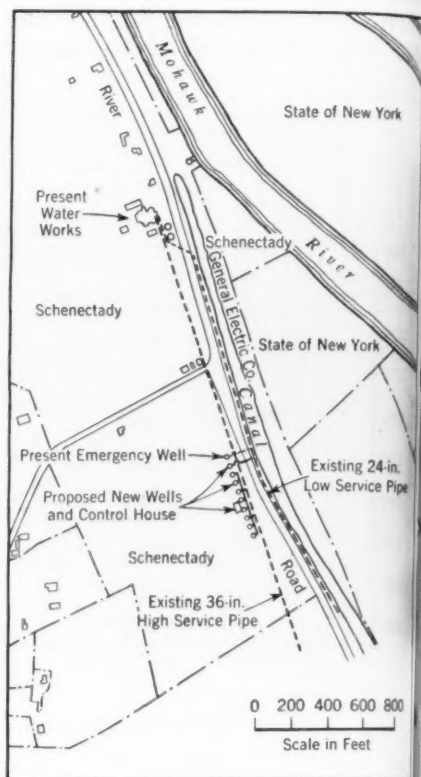 Mohawk
River
State of New York
River
Present
Water
Works
Schenectady
General Electric Co.
Canal
Schenectady
State of New York
Present Emergency Well
Existing 24-in.
Low Service Pipe
Proposed New Wells
and Control House
Schenectady
Road
Existing 36-in.
High Service Pipe
0 200 400 600 800
Scale in Feet